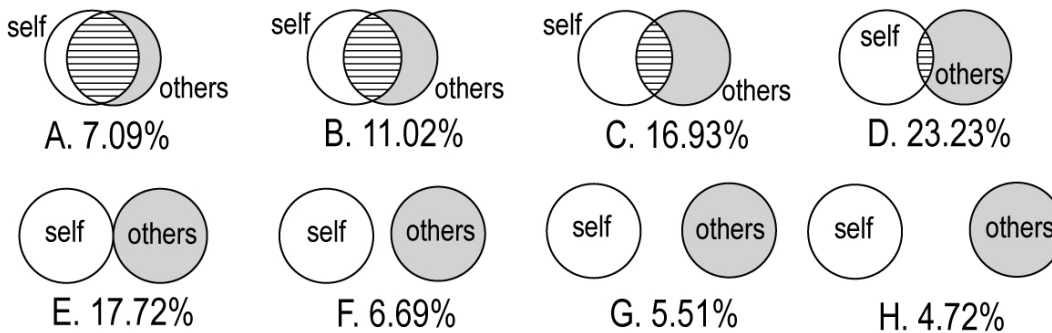 self
others
A. 7.09%
self
others
B. 11.02%
self
others
C. 16.93%
self
others
D. 23.23%
self
others
E. 17.72%
self
others
F. 6.69%
self
others
G. 5.51%
self
others
H. 4.72%